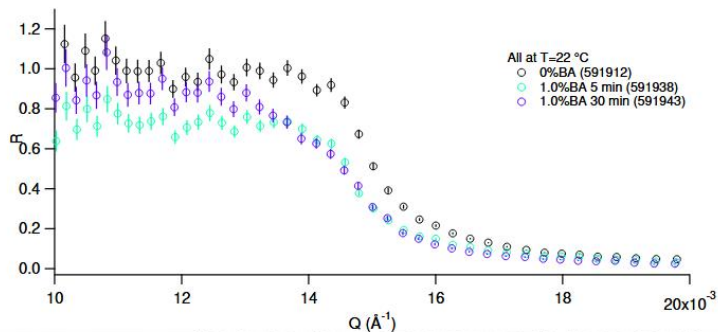 1.2
1.0
0.8
0.6
0.4
0.2
0.0
R
All at T=22 °C
0%BA (591912)
1.0%BA 5 min (591938)
1.0%BA 30 min (591943)
10
12
14
16
18
20x10⁻³
Q (Å⁻¹)